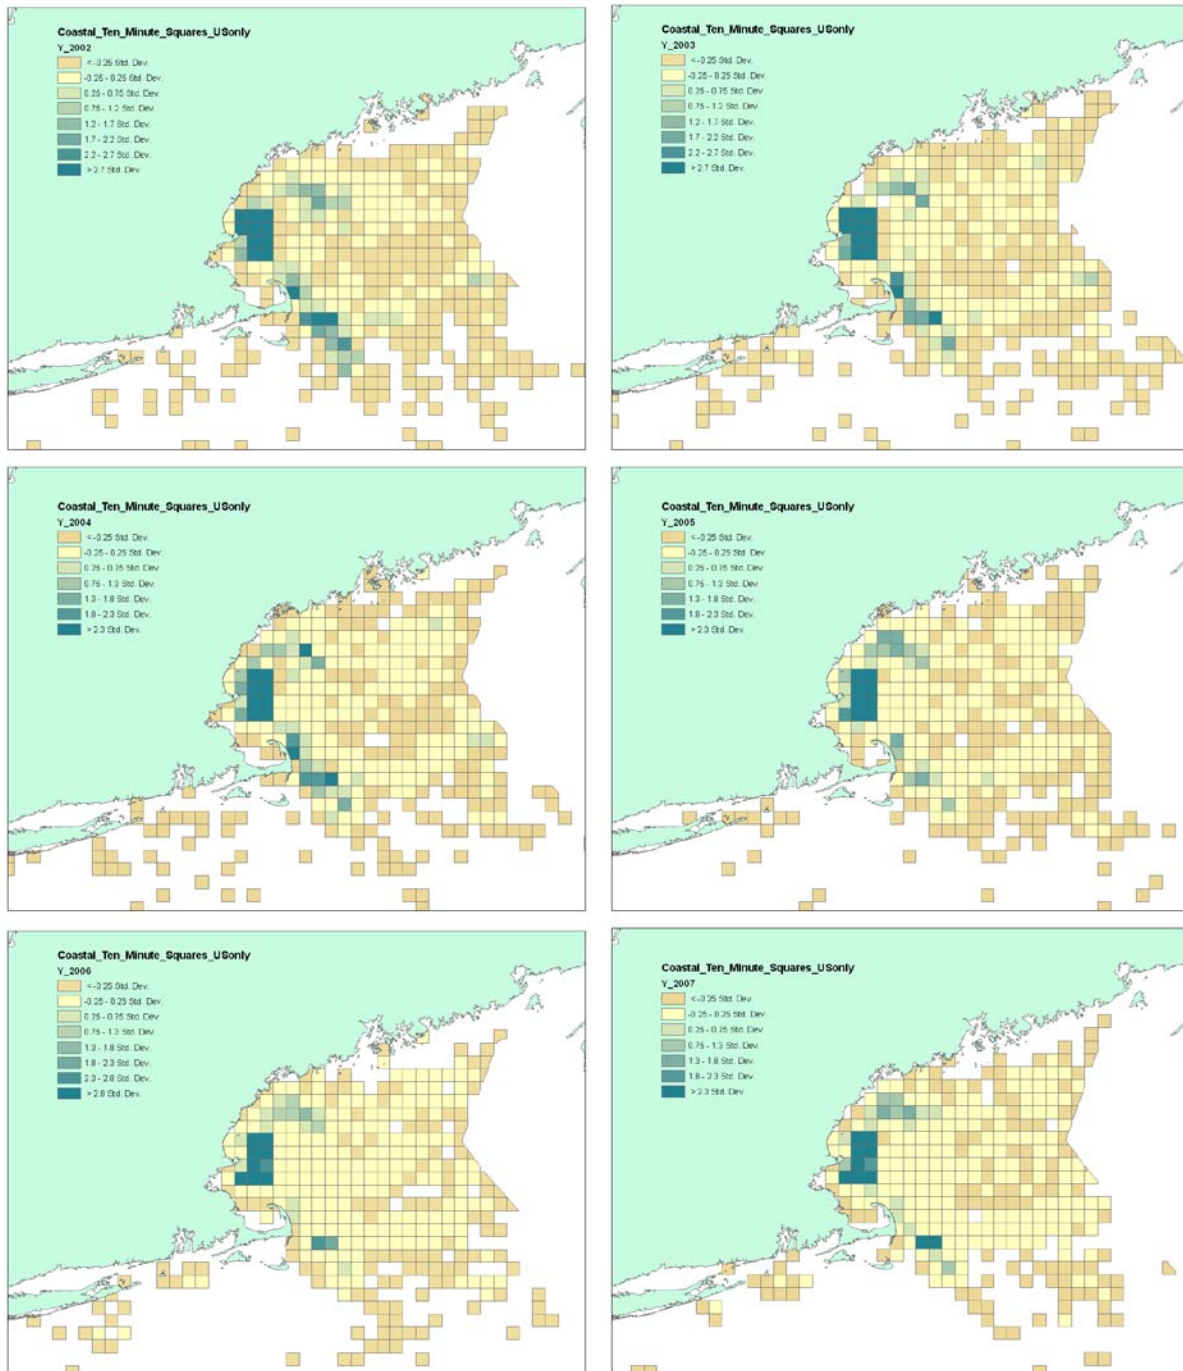 Coastal_Ten_Minute_Squares_USonly
Y_2002
< -0.25 Std. Dev.
-0.25 - 0.25 Std. Dev.
0.25 - 0.75 Std. Dev.
0.75 - 1.2 Std. Dev.
1.2 - 1.7 Std. Dev.
1.7 - 2.2 Std. Dev.
2.2 - 2.7 Std. Dev.
> 2.7 Std. Dev.
Coastal_Ten_Minute_Squares_USonly
Y_2003
< -0.25 Std. Dev.
-0.25 - 0.25 Std. Dev.
0.25 - 0.75 Std. Dev.
0.75 - 1.2 Std. Dev.
1.2 - 1.7 Std. Dev.
1.7 - 2.2 Std. Dev.
2.2 - 2.7 Std. Dev.
> 2.7 Std. Dev.
Coastal_Ten_Minute_Squares_USonly
Y_2004
< -0.25 Std. Dev.
-0.25 - 0.25 Std. Dev.
0.25 - 0.75 Std. Dev.
0.75 - 1.3 Std. Dev.
1.3 - 1.8 Std. Dev.
1.8 - 2.3 Std. Dev.
> 2.3 Std. Dev.
Coastal_Ten_Minute_Squares_USonly
Y_2005
< -0.25 Std. Dev.
-0.25 - 0.25 Std. Dev.
0.25 - 0.75 Std. Dev.
0.75 - 1.3 Std. Dev.
1.3 - 1.8 Std. Dev.
1.8 - 2.3 Std. Dev.
> 2.3 Std. Dev.
Coastal_Ten_Minute_Squares_USonly
Y_2006
< -0.25 Std. Dev.
-0.25 - 0.25 Std. Dev.
0.25 - 0.75 Std. Dev.
0.75 - 1.3 Std. Dev.
1.3 - 1.8 Std. Dev.
1.8 - 2.3 Std. Dev.
2.3 - 2.8 Std. Dev.
> 2.8 Std. Dev.
Coastal_Ten_Minute_Squares_USonly
Y_2007
< -0.25 Std. Dev.
-0.25 - 0.25 Std. Dev.
0.25 - 0.75 Std. Dev.
0.75 - 1.3 Std. Dev.
1.3 - 1.8 Std. Dev.
1.8 - 2.3 Std. Dev.
> 2.3 Std. Dev.